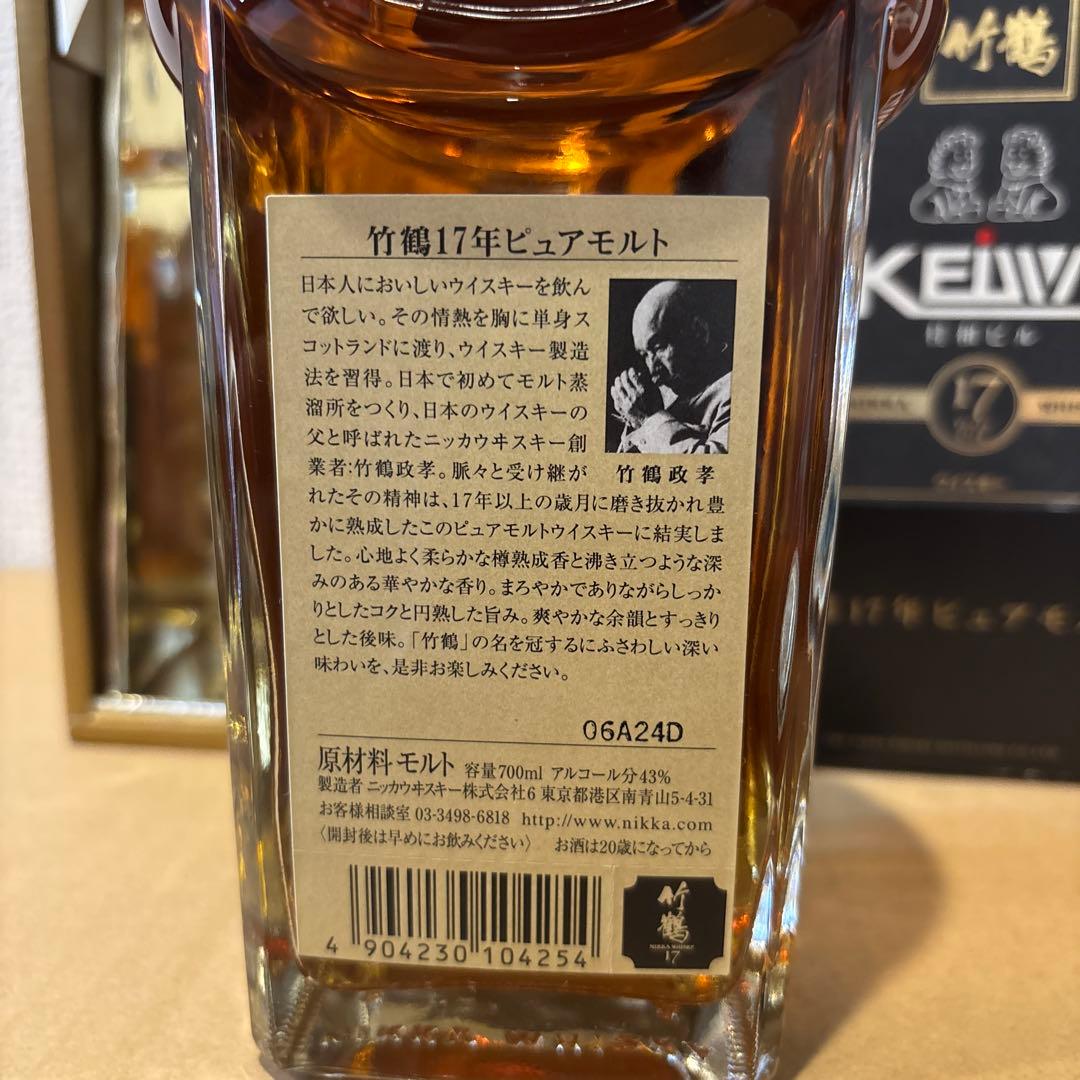 竹鶴17年ピュアモルト
日本人においしいウイスキーを飲ん
で欲しい。その情熱を胸に単身ス
コットランドに渡り、ウイスキー製造
法を習得。日本で初めてモルト蒸
溜所をつくり、日本のウイスキーの
父と呼ばれたニッカウヰスキー創
業者:竹鶴政孝。脈々と受け継が
れたその精神は、17年以上の歳月に磨き抜かれ豊
かに熟成したこのピュアモルトウイスキーに結実しま
した。心地よく柔らかな樽熟成香と沸き立つような深
みのある華やかな香り。まろやかでありながらしっか
りとしたコクと円熟した旨み。爽やかな余韻とすっきり
とした後味。「竹鶴」の名を冠するにふさわしい深い
味わいを、是非お楽しみください。
竹鶴政孝
06A24D
原材料 モルト 容量700ml アルコール分43%
製造者 ニッカウヰスキー株式会社6 東京都港区南青山5-4-31
お客様相談室 03-3498-6818 http://www.nikka.com
〈開封後は早めにお飲みください〉 お酒は20歳になってから
4 904230 104254
竹鶴
NIKKA WHISKY
17
竹鶴
KEIWA
佳和ビル
NIKKA 17 WHIS
17年ピュアモ